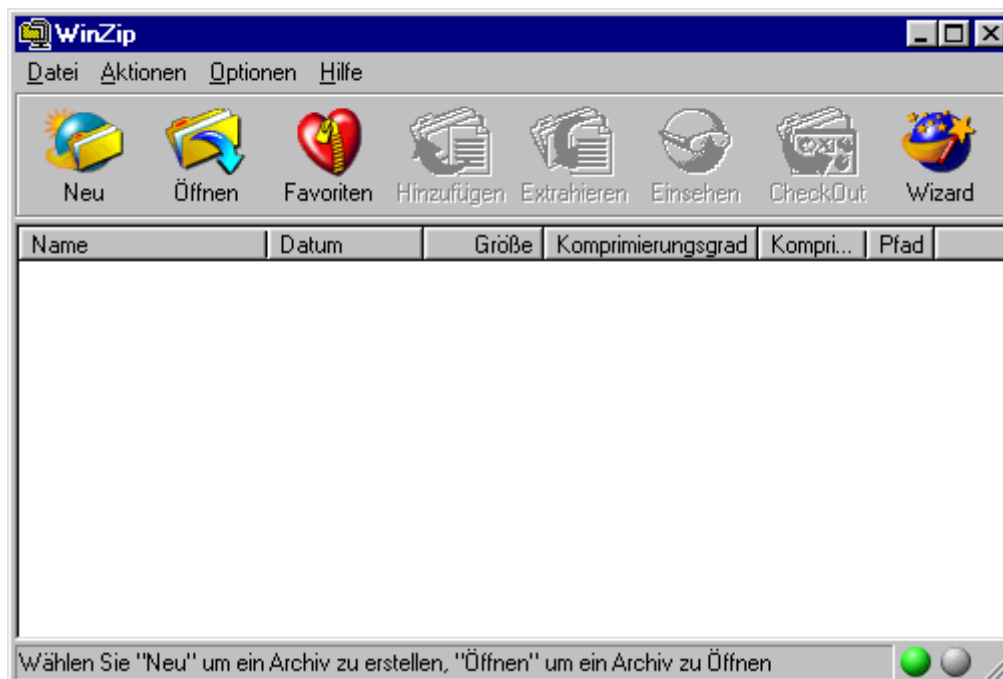 WinZip
Datei Aktionen Optionen Hilfe
Neu Öffnen Favoriten Hinzufügen Extrahieren Einsehen CheckOut Wizard
Name Datum Größe Komprimierungsgrad Kompri... Pfad
Wählen Sie "Neu" um ein Archiv zu erstellen, "Öffnen" um ein Archiv zu Öffnen